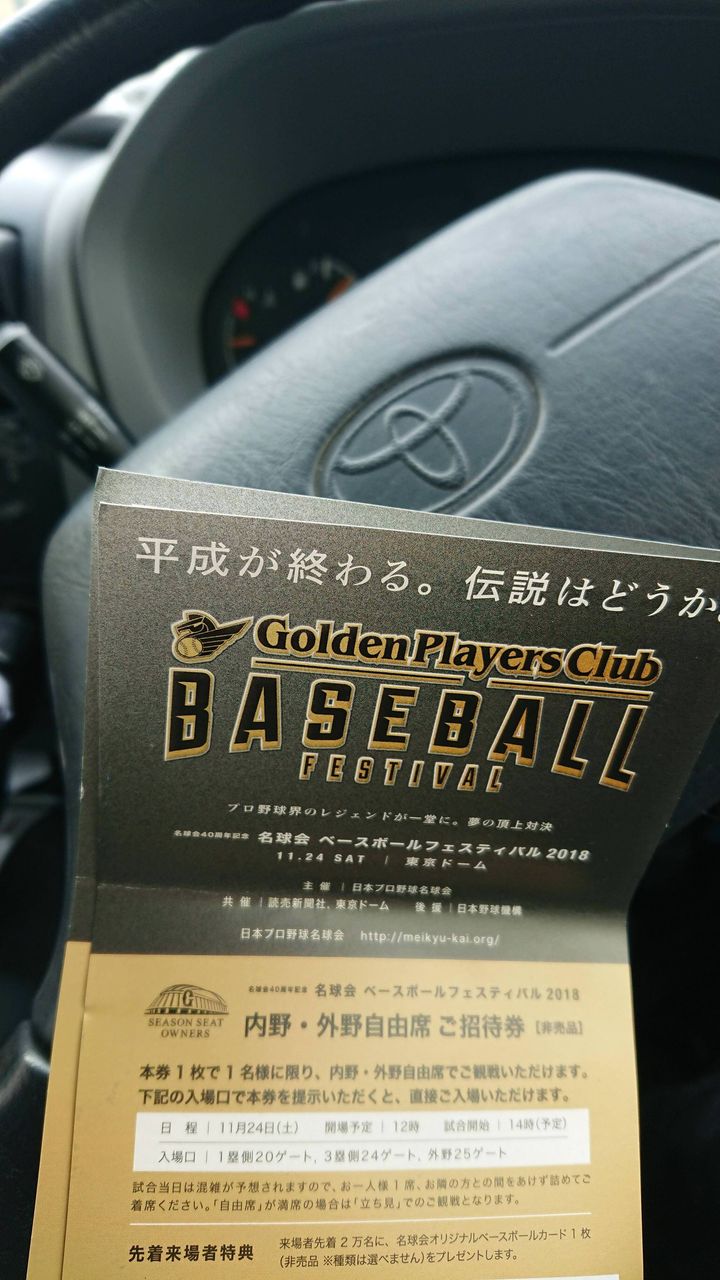 平成が終わる。伝説はどうか。
Golden Players Club
BASEBALL
FESTIVAL
プロ野球界のレジェンドが一堂に。夢の頂上対決
名球会40周年記念 名球会 ベースボールフェスティバル 2018
11.24 SAT | 東京ドーム
主 催 | 日本プロ野球名球会
共 催 | 読売新聞社、東京ドーム 後 援 | 日本野球機構
日本プロ野球名球会 http://meikyu-kai.org/
G
SEASON SEAT
OWNERS
名球会40周年記念 名球会 ベースボールフェスティバル 2018
内野・外野自由席 ご招待券 [非売品]
本券1枚で1名様に限り、内野・外野自由席でご観戦いただけます。
下記の入場口で本券を提示いただくと、直接ご入場いただけます。
日 程 | 11月24日(土) 開場予定 | 12時 試合開始 | 14時(予定)
入場口 | 1塁側20ゲート, 3塁側24ゲート, 外野25ゲート
試合当日は混雑が予想されますので、お一人様1席、お隣の方との間をあけず詰めてご
着席ください。「自由席」が満席の場合は「立ち見」でのご観戦となります。
先着来場者特典 来場者先着2万名に、名球会オリジナルベースボールカード1枚
(非売品 ※種類は選べません)をプレゼントします。